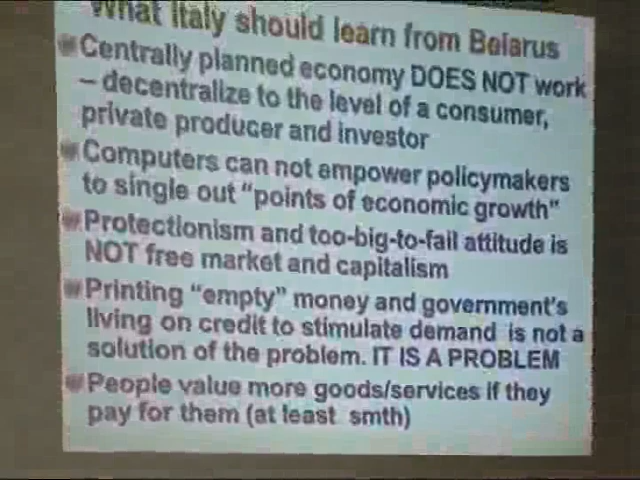 What Italy should learn from Belarus
Centrally planned economy DOES NOT work
– decentralize to the level of a consumer,
private producer and investor
Computers can not empower policymakers
to single out "points of economic growth"
Protectionism and too-big-to-fail attitude is
NOT free market and capitalism
Printing "empty" money and government's
living on credit to stimulate demand is not a
solution of the problem. IT IS A PROBLEM
People value more goods/services if they
pay for them (at least smth)